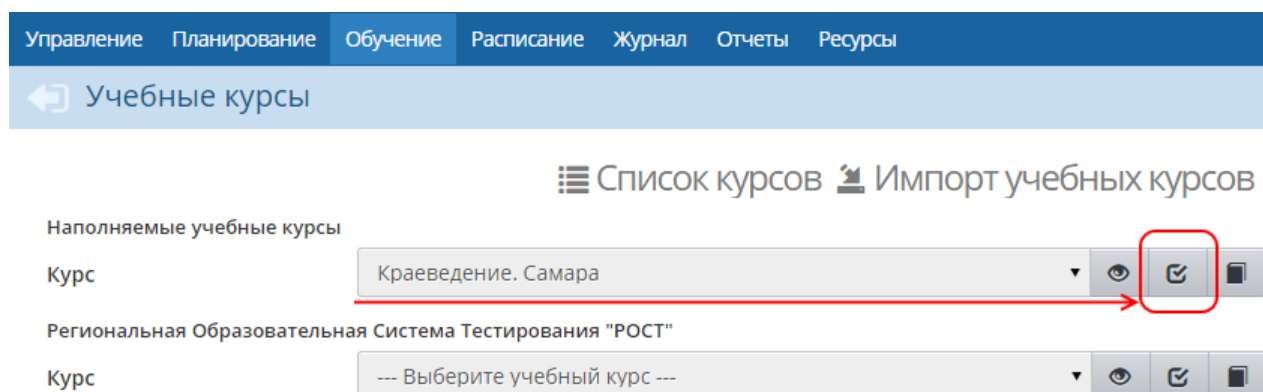 Управление Планирование Обучение Расписание Журнал Отчеты Ресурсы
Учебные курсы
Список курсов Импорт учебных курсов
Наполняемые учебные курсы
Курс Краеведение. Самара
Региональная Образовательная Система Тестирования "РОСТ"
Курс --- Выберите учебный курс ---